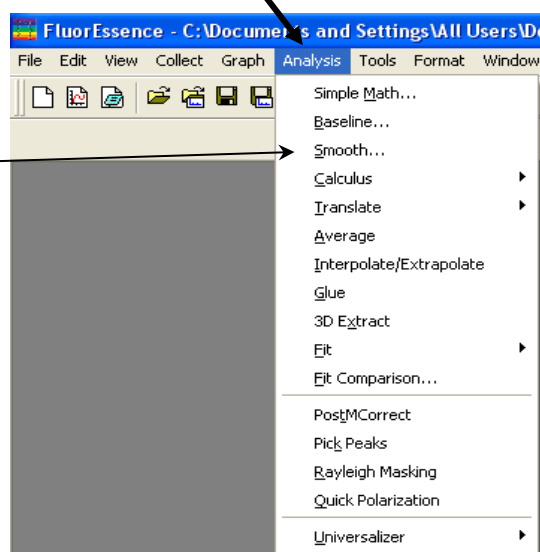 FluorEssence - C:\Documents and Settings\All Users\Do
File Edit View Collect Graph Analysis Tools Format Window
Simple Math...
Baseline...
Smooth...
Calculus
Translate
Average
Interpolate/Extrapolate
Glue
3D Extract
Fit
Fit Comparison...
PostMCorrect
Pick Peaks
Rayleigh Masking
Quick Polarization
Universalizer